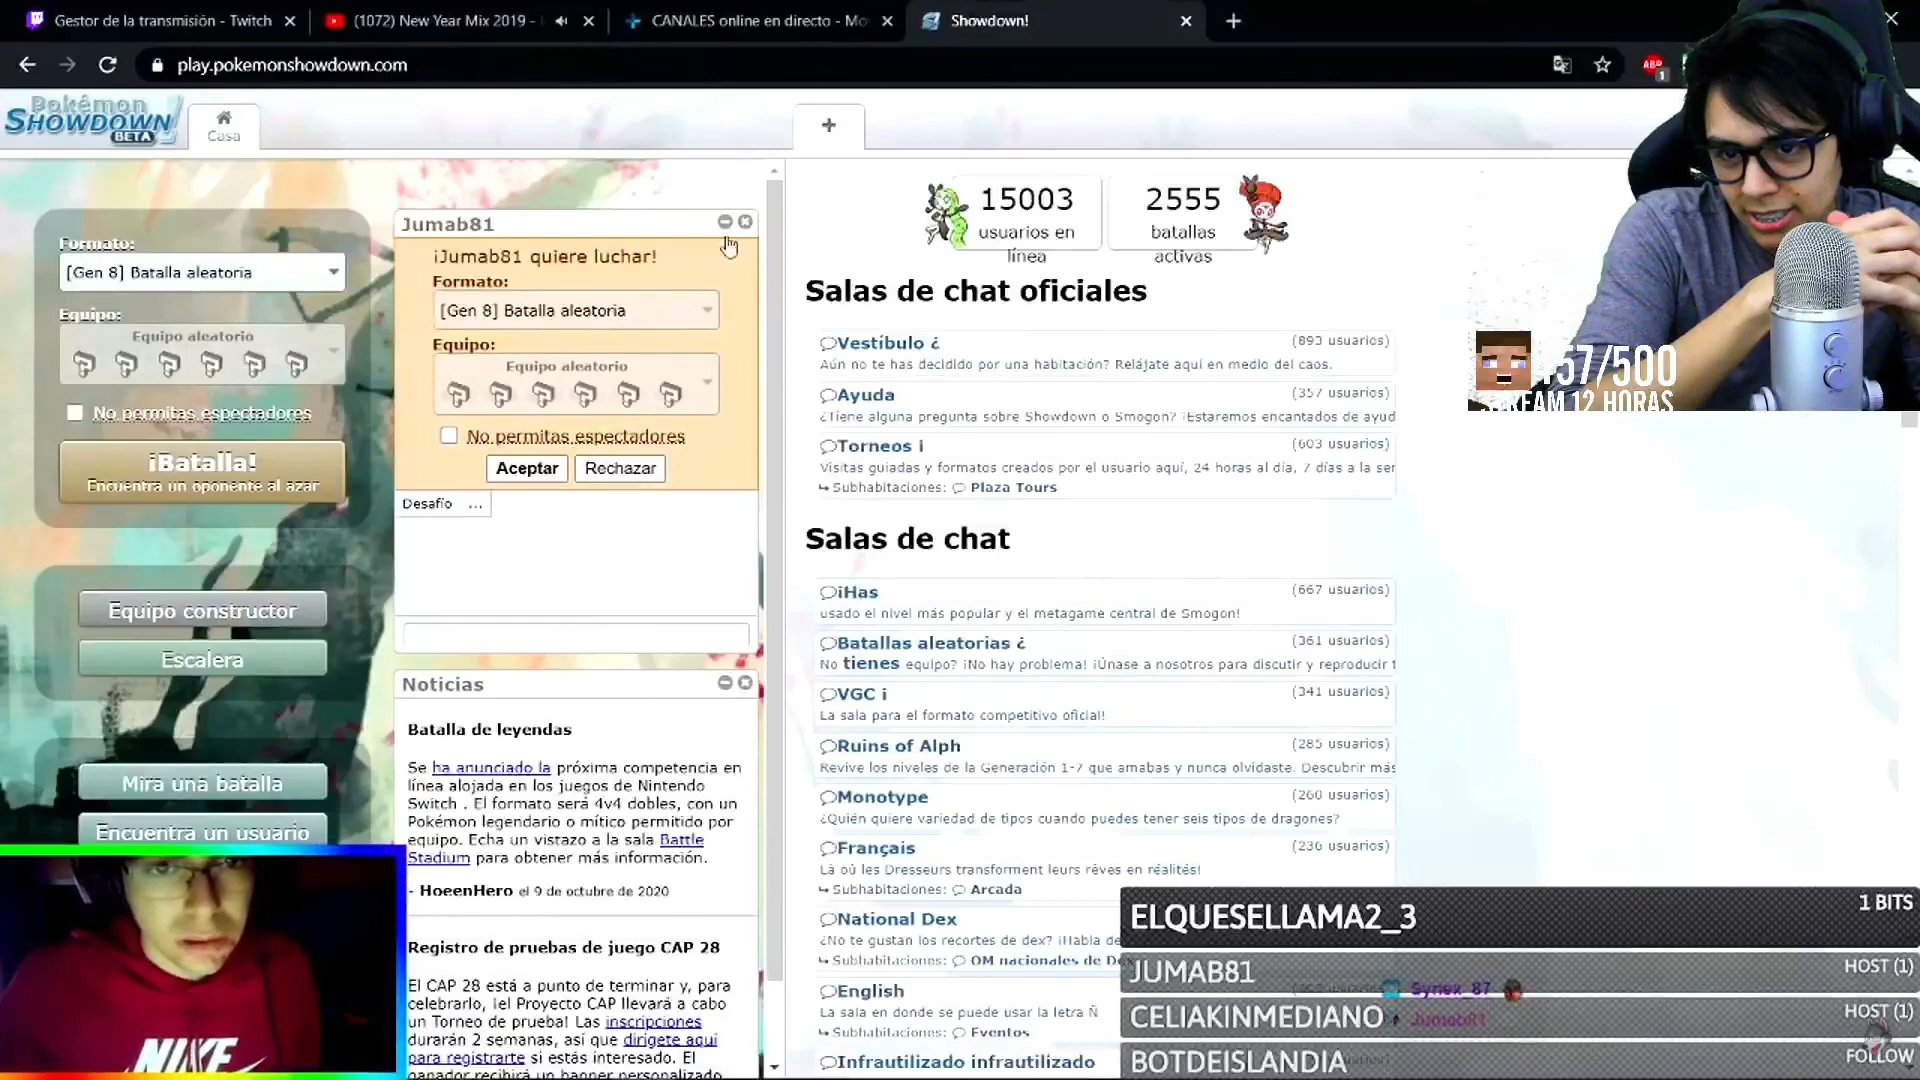 Gestor de la transmisión - Twitch
(1072) New Year Mix 2019 -
CANALES online en directo - Mo
Showdown!
play.pokemonshowdown.com
ABP
1
Pokémon
SHOWDOWN
BETA
Casa
+
Formato:
[Gen 8] Batalla aleatoria
Equipo:
Equipo aleatorio
No permitas espectadores
¡Batalla!
Encuentra un oponente al azar
Equipo constructor
Escalera
Mira una batalla
Encuentra un usuario
Jumab81
¡Jumab81 quiere luchar!
Formato:
[Gen 8] Batalla aleatoria
Equipo:
Equipo aleatorio
No permitas espectadores
Aceptar
Rechazar
Desafío ...
Noticias
Batalla de leyendas
Se ha anunciado la próxima competencia en
línea alojada en los juegos de Nintendo
Switch . El formato será 4v4 dobles, con un
Pokémon legendario o mítico permitido por
equipo. Echa un vistazo a la sala Battle
Stadium para obtener más información.
- HoeenHero el 9 de octubre de 2020
Registro de pruebas de juego CAP 28
El CAP 28 está a punto de terminar y, para
celebrarlo, ¡el Proyecto CAP llevará a cabo
un Torneo de prueba! Las inscripciones
durarán 2 semanas, así que dirígete aquí
para registrarte si estás interesado. El
ganador recibirá un banner personalizado
15003
usuarios en
línea
2555
batallas
activas
Salas de chat oficiales
Vestíbulo ¿
(893 usuarios)
Aún no te has decidido por una habitación? Relájate aquí en medio del caos.
Ayuda
(357 usuarios)
¿Tiene alguna pregunta sobre Showdown o Smogon? ¡Estaremos encantados de ayud
Torneos ¡
(603 usuarios)
Visitas guiadas y formatos creados por el usuario aquí, 24 horas al día, 7 días a la ser
Subhabitaciones: Plaza Tours
Salas de chat
¡Has
(667 usuarios)
usado el nivel más popular y el metagame central de Smogon!
Batallas aleatorias ¿
(361 usuarios)
No tienes equipo? ¡No hay problema! ¡Únase a nosotros para discutir y reproducir
VGC ¡
(341 usuarios)
La sala para el formato competitivo oficial!
Ruins of Alph
(285 usuarios)
Revive los niveles de la Generación 1-7 que amabas y nunca olvidaste. Descubrir más
Monotype
(260 usuarios)
¿Quién quiere variedad de tipos cuando puedes tener seis tipos de dragones?
Français
(236 usuarios)
Là où les Dresseurs transforment leurs rêves en réalités!
Subhabitaciones: Arcada
National Dex
¿No te gustan los recortes de dex? ¡Habla de
Subhabitaciones: OM nacionales de Dex
English
La sala en donde se puede usar la letra Ñ
Subhabitaciones: Eventos
Infrautilizado infrautilizado
57/500
STREAM 12 HORAS
ELQUESELLAMA2_3
1 BITS
JUMAB81
HOST (1)
Synex_87
CELIAKINMEDIANO
Jumab81
HOST (1)
BOTDEISLANDIA
FOLLOW
NIKE